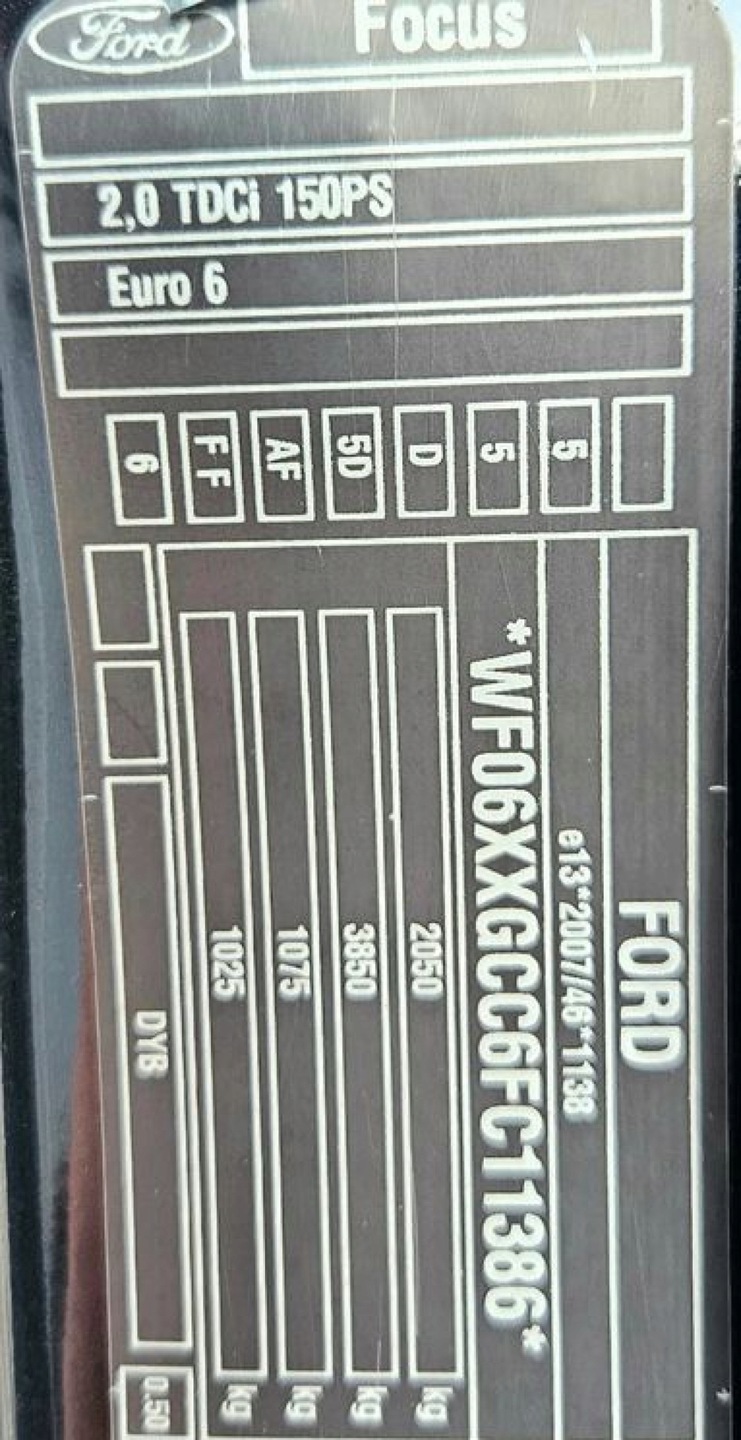 Ford
Focus
2,0 TDCi 150PS
Euro 6
FORD
e13*2007/46*1138
*WF06XXGCC6FC11386*
2050 kg
3850 kg
1075 kg
1025 kg
5
5
D
5D
AF
F F
6
DYB
0.50